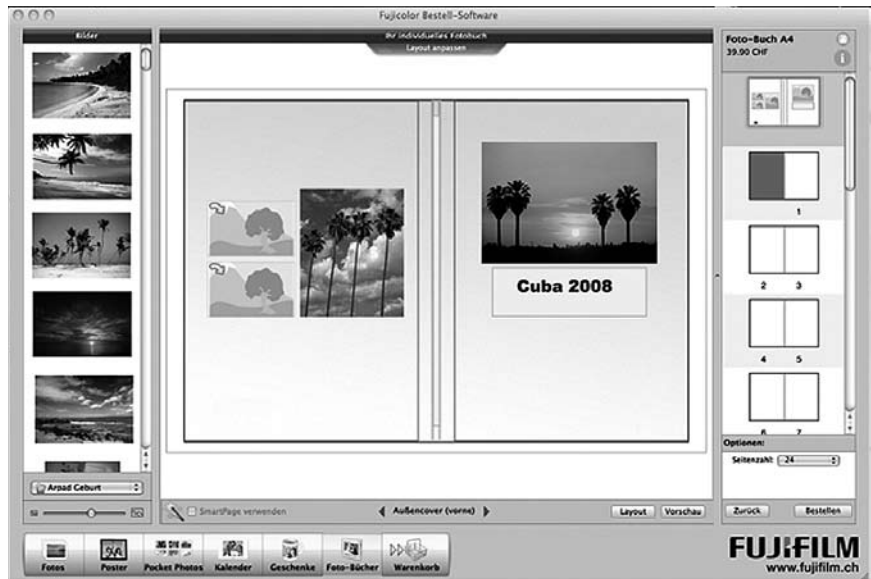 Fujicolor Bestell-Software
Bilder
Ihr individuelles Fotobuch
Layout anpassen
Foto-Buch A4
39.90 CHF
i
Cuba 2008
1
2 3
4 5
6 7
Optionen:
Seitenzahl: 24
Arpad Geburt
SmartPage verwenden
Außencover (vorne)
Layout
Vorschau
Zurück
Bestellen
Fotos
Poster
Pocket Photos
Kalender
Geschenke
Foto-Bücher
Warenkorb
FUJIFILM
www.fujifilm.ch